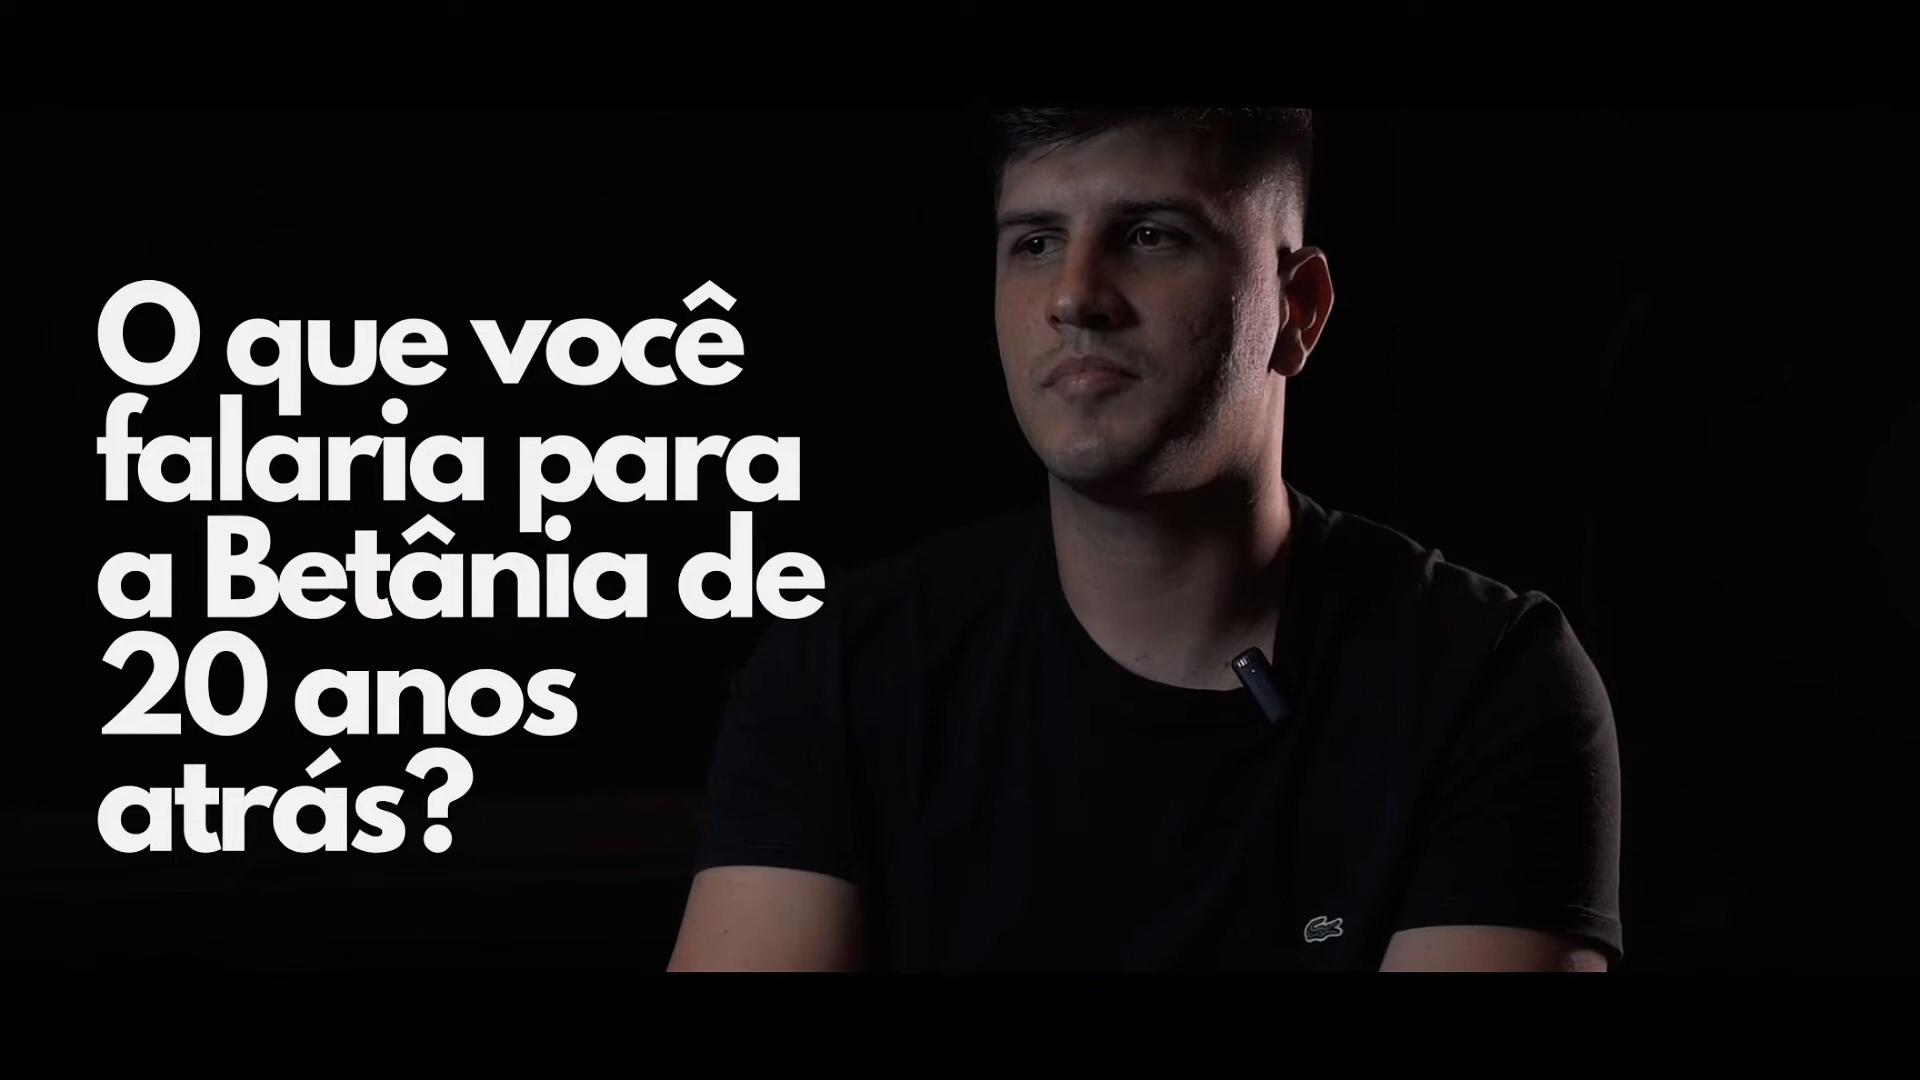 O que você
falaria para
a Betânia de
20 anos
atrás?